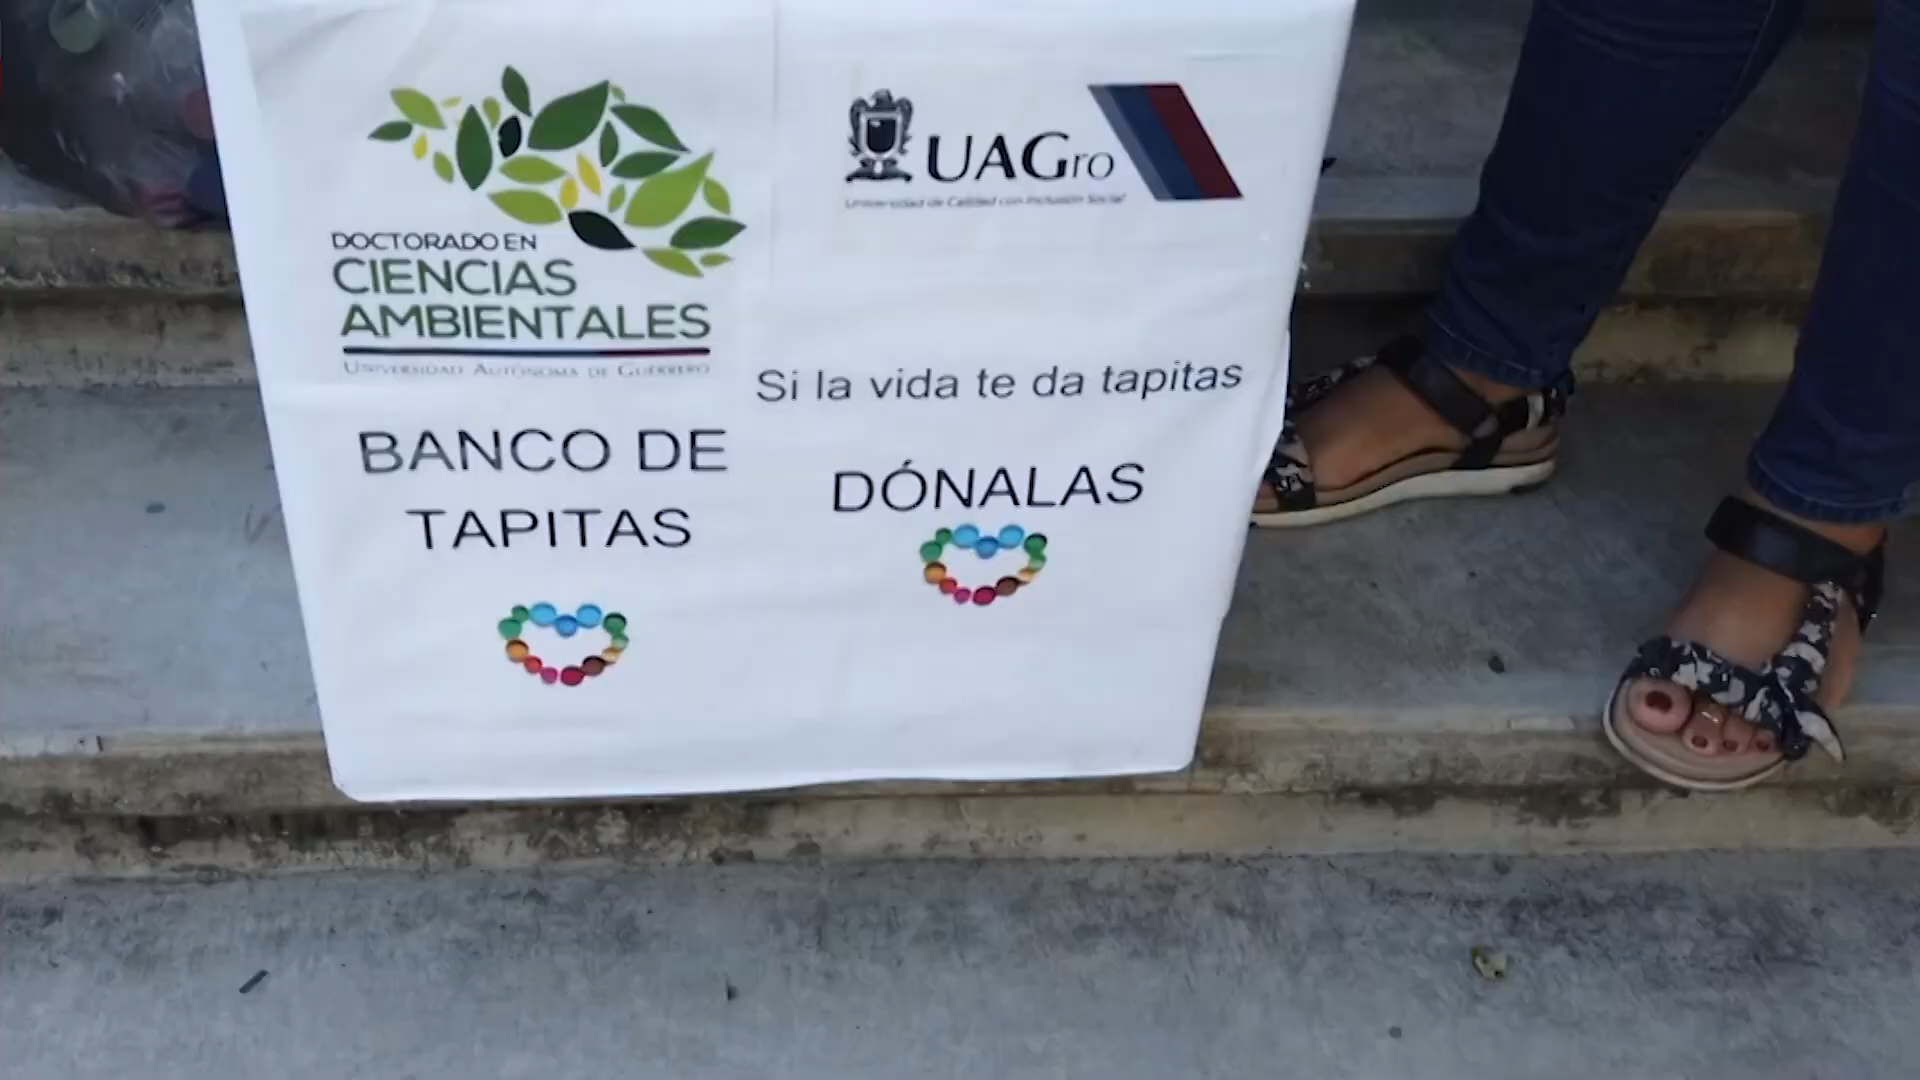 DOCTORADO EN
CIENCIAS
AMBIENTALES
UNIVERSIDAD AUTÓNOMA DE GUERRERO
BANCO DE
TAPITAS
UAGro
Universidad de Calidad con Inclusión Social
Si la vida te da tapitas
DÓNALAS